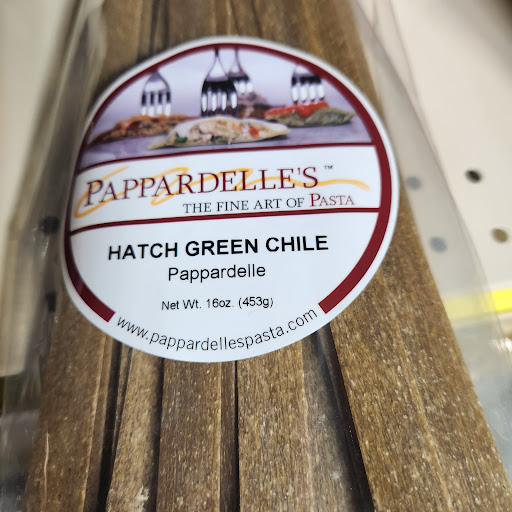 PAPPARDELLE'S™
THE FINE ART OF PASTA
HATCH GREEN CHILE
Pappardelle
Net Wt. 16oz. (453g)
www.pappardellespasta.com